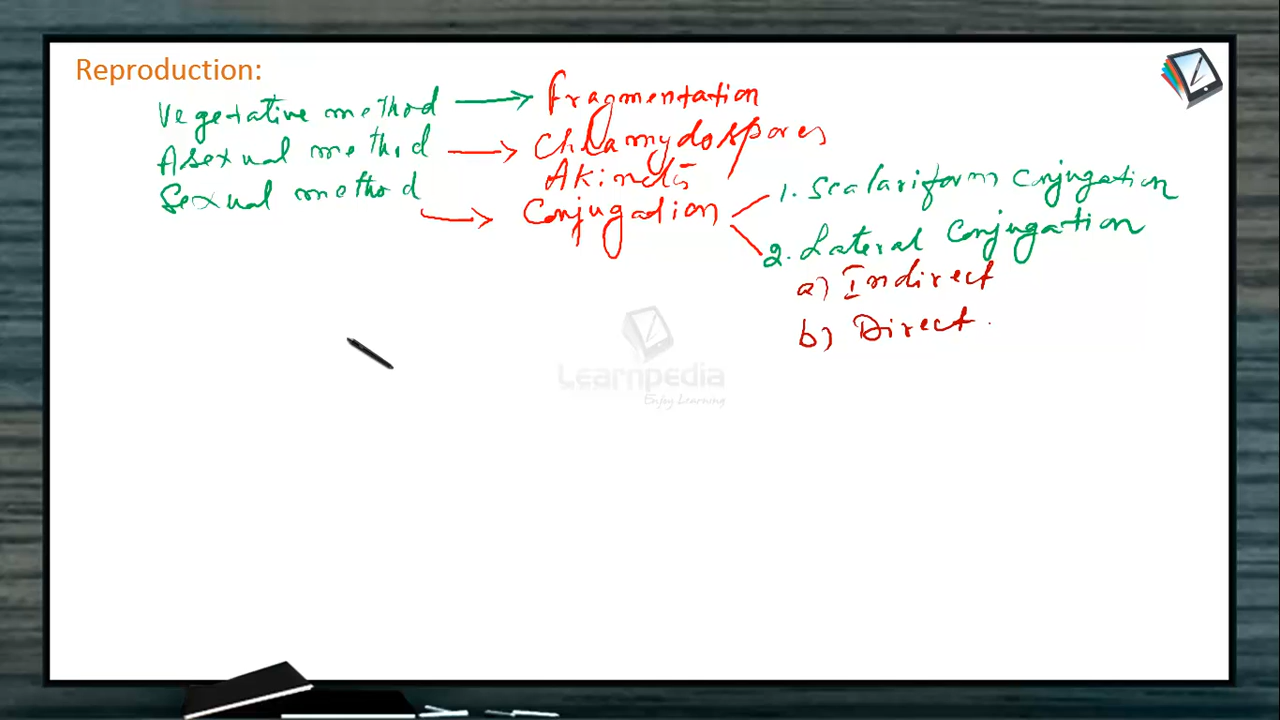 Reproduction:
Vegetative method → Fragmentation
Asexual method → Chlamydospores
Akinets
Sexual method → Conjugation
1. Scalariform Conjugation
2. Lateral Conjugation
a) Indirect
b) Direct.
Learnpedia
Enjoy Learning